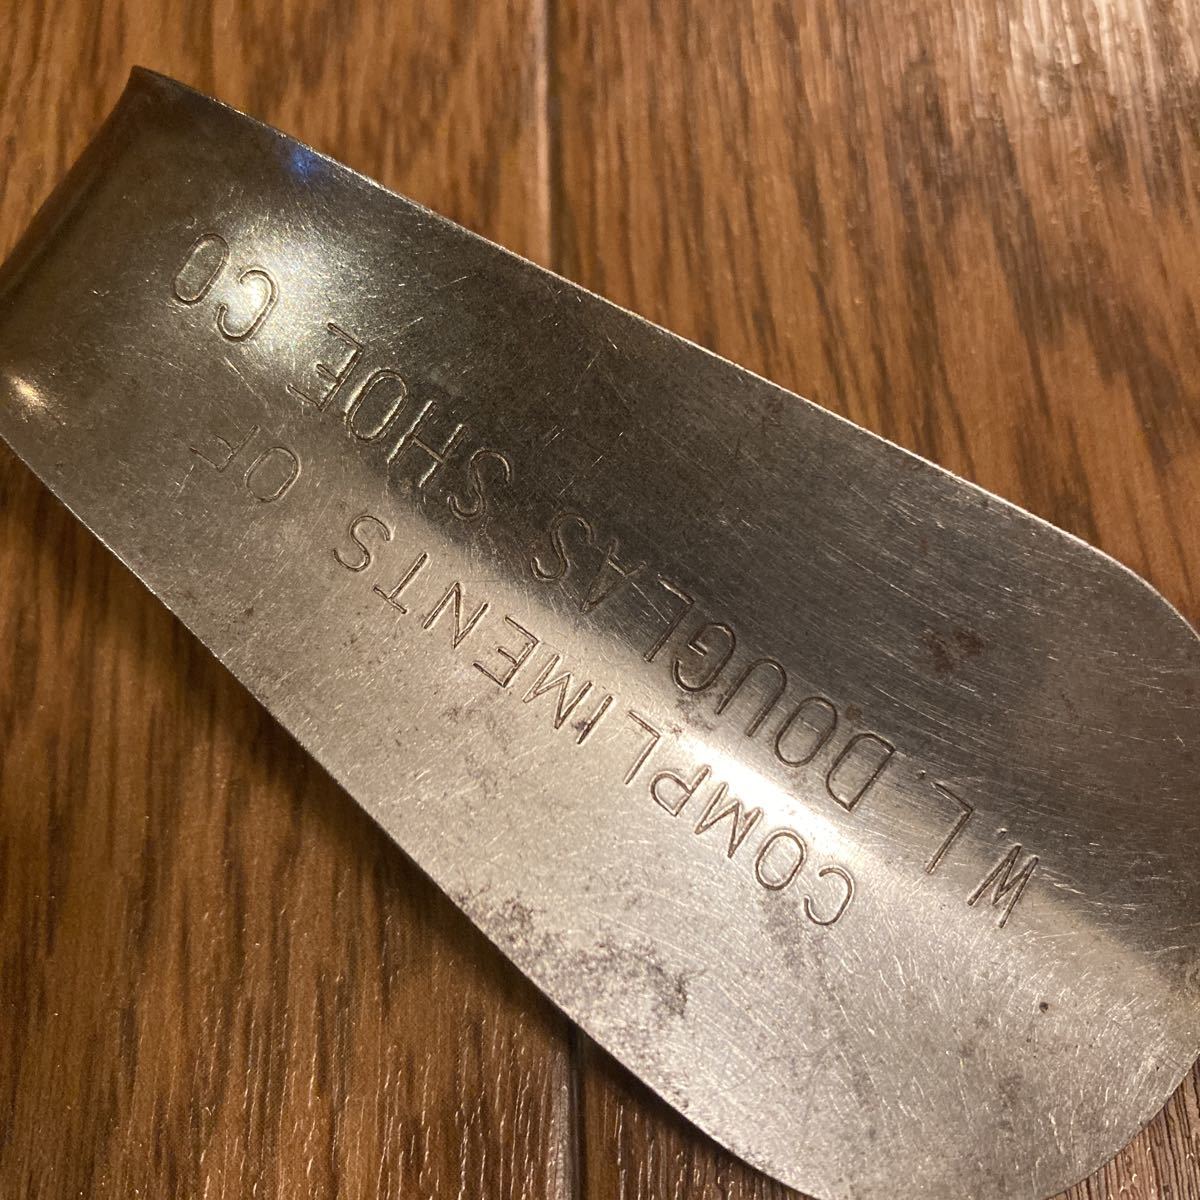 COMPLIMENTS OF
W.L. DOUGLAS SHOE CO